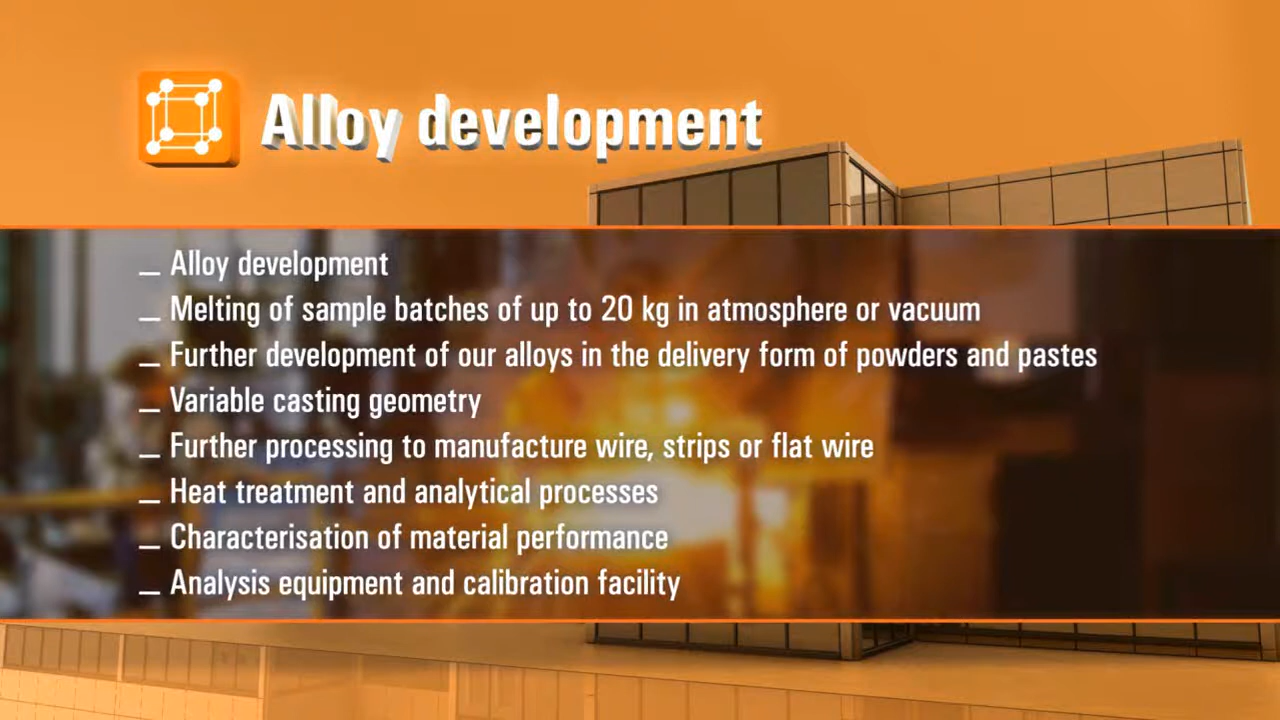 Alloy development
_ Alloy development
_ Melting of sample batches of up to 20 kg in atmosphere or vacuum
_ Further development of our alloys in the delivery form of powders and pastes
_ Variable casting geometry
_ Further processing to manufacture wire, strips or flat wire
_ Heat treatment and analytical processes
_ Characterisation of material performance
_ Analysis equipment and calibration facility